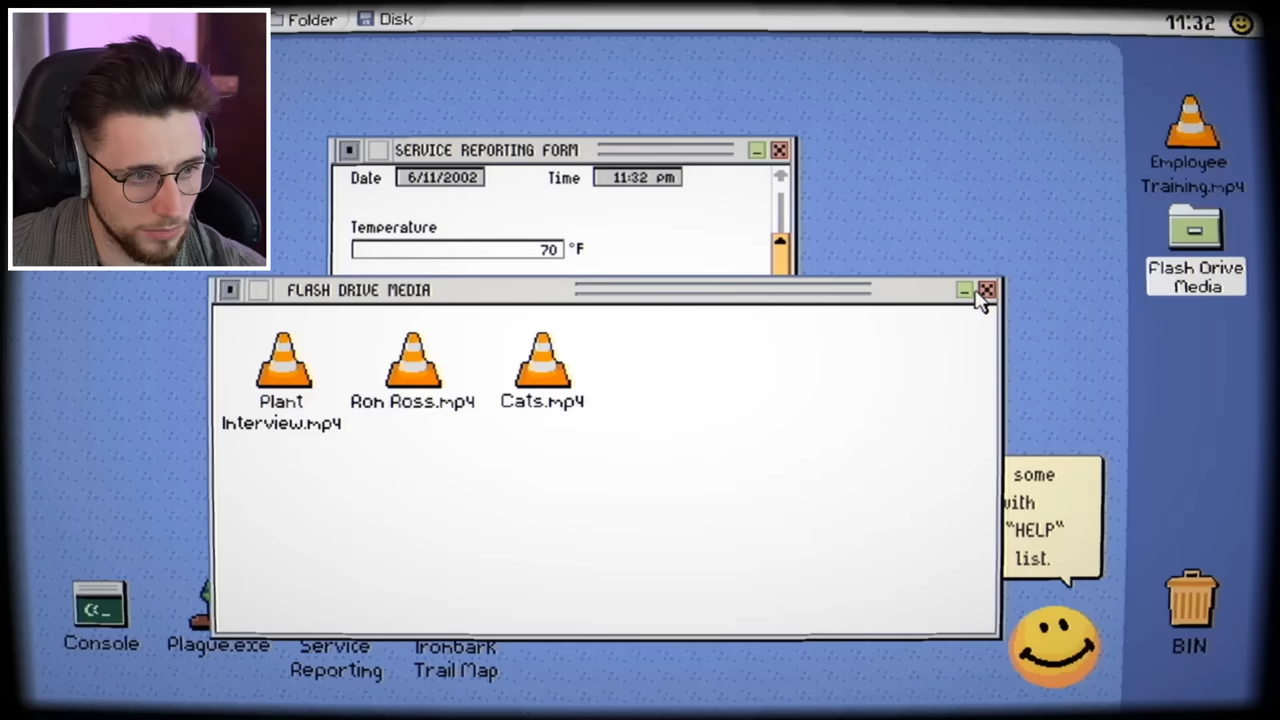 Folder
Disk
11:32
Employee
Training.mp4
Flash Drive
Media
SERVICE REPORTING FORM
Date 6/11/2002 Time 11:32 pm
Temperature
70 °F
FLASH DRIVE MEDIA
Plant
Interview.mp4
Ron Ross.mp4
Cats.mp4
some
with
"HELP"
list.
Console
Plague.exe
Service
Reporting
Ironbark
Trail Map
BIN